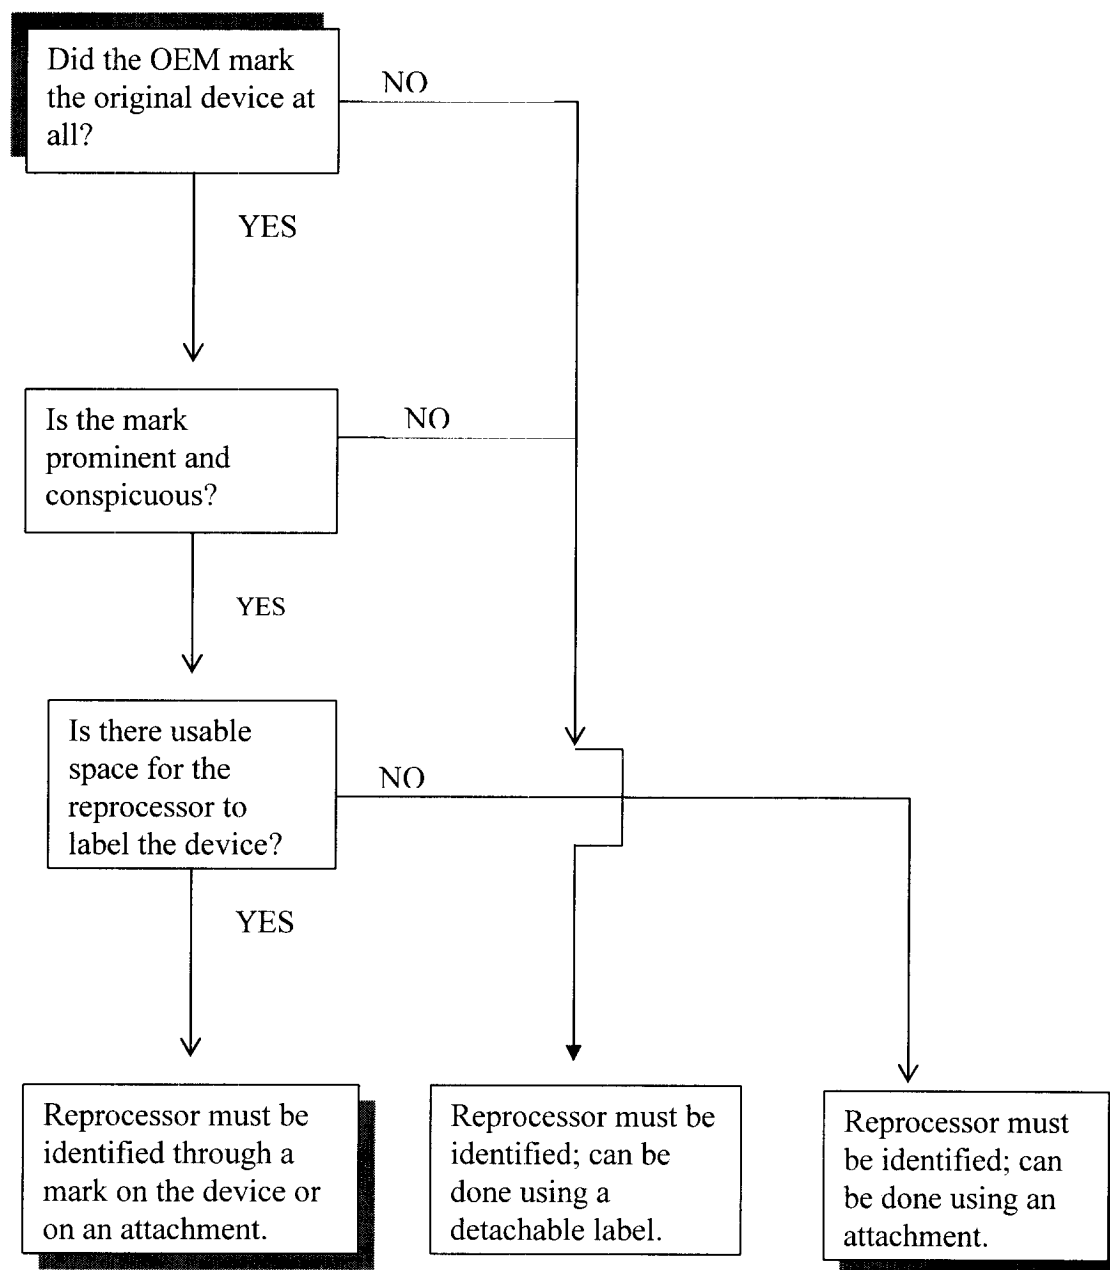 Did the OEM mark
the original device at
all?
NO
YES
Is the mark
prominent and
conspicuous?
NO
YES
Is there usable
space for the
reprocessor to
label the device?
NO
YES
Reprocessor must be
identified through a
mark on the device or
on an attachment.
Reprocessor must be
identified; can be
done using a
detachable label.
Reprocessor must
be identified; can
be done using an
attachment.